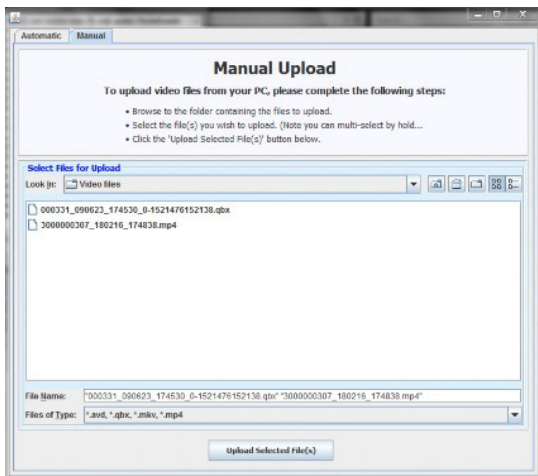 Automatic Manual
Manual Upload
To upload video files from your PC, please complete the following steps:
• Browse to the folder containing the files to upload.
• Select the file(s) you wish to upload. (Note you can multi-select by hold...
• Click the 'Upload Selected File(s)' button below.
Select Files for Upload
Look In: Video files
000331_090623_174530_0-1521476152138.qbx
3000000307_180216_174838.mp4
File Name: "000331_090623_174530_0-1521476152138.qbx" "3000000307_180216_174838.mp4"
Files of Type: *.avd, *.qbx, *.mkv, *.mp4
Upload Selected File(s)